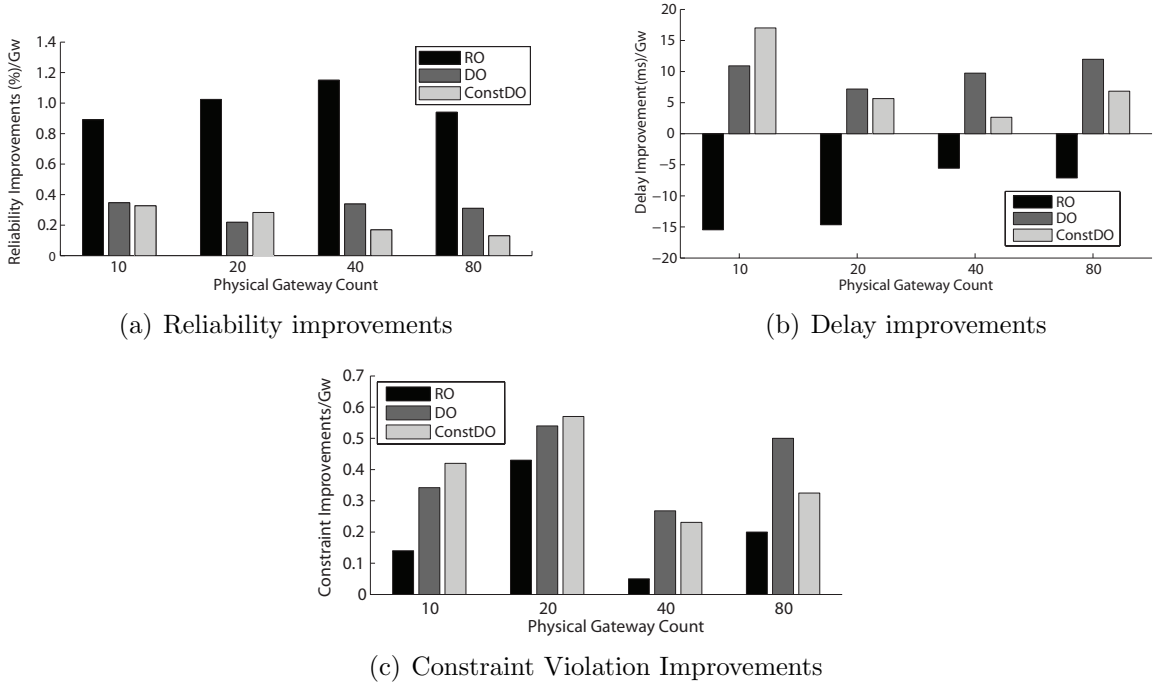 Reliability Improvements (%)/Gw
1.4
1.2
1.0
0.8
0.6
0.4
0.2
0
RO
DO
ConstDO
10 20 40 80
Physical Gateway Count
(a) Reliability improvements
Delay Improvement(ms)/Gw
20
15
10
5
0
−5
−10
−15
−20
RO
DO
ConstDO
10 20 40 80
Physical Gateway Count
(b) Delay improvements
Constraint Improvements/Gw
0.7
0.6
0.5
0.4
0.3
0.2
0.1
0
RO
DO
ConstDO
10 20 40 80
Physical Gateway Count
(c) Constraint Violation Improvements